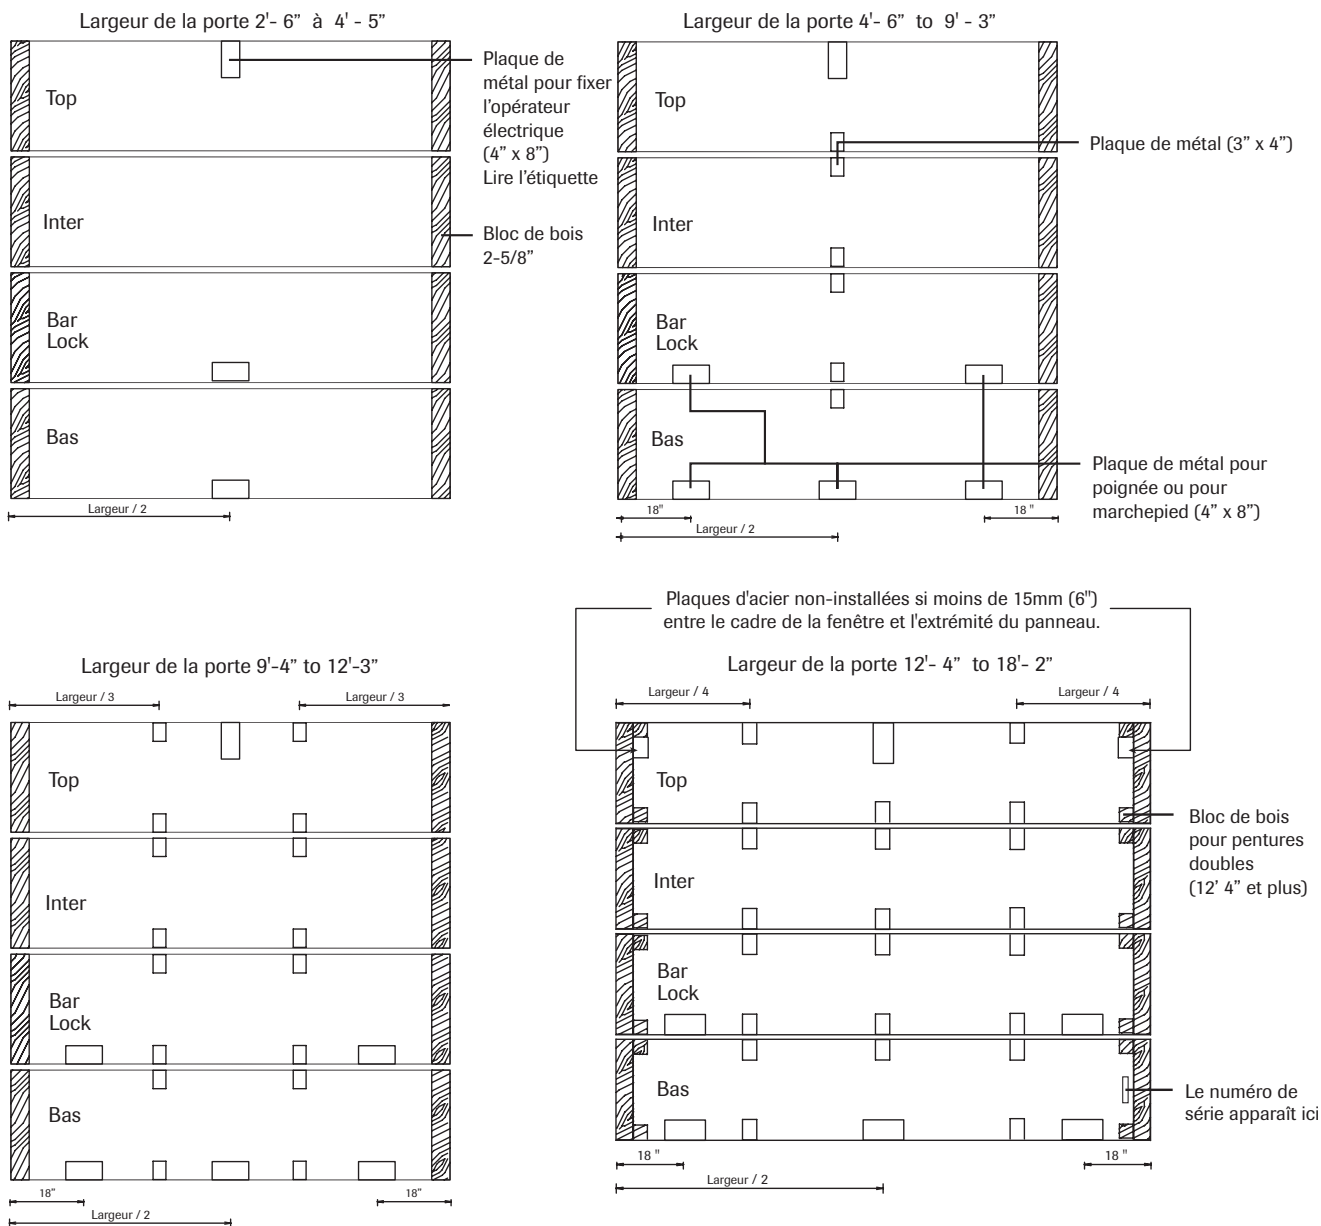 Largeur de la porte 2'- 6” à 4' - 5”
Top
Inter
Bar
Lock
Bas
Largeur / 2
Plaque de
métal pour fixer
l’opérateur
électrique
(4” x 8”)
Lire l’étiquette
Bloc de bois
2-5/8”
Largeur de la porte 4'- 6” to 9' - 3”
Top
Inter
Bar
Lock
Bas
18"
18 "
Largeur / 2
Plaque de métal (3” x 4”)
Plaque de métal pour
poignée ou pour
marchepied (4” x 8”)
Largeur de la porte 9'-4” to 12'-3”
Largeur / 3
Largeur / 3
Top
Inter
Bar
Lock
Bas
18"
18"
Largeur / 2
Plaques d'acier non-installées si moins de 15mm (6")
entre le cadre de la fenêtre et l'extrémité du panneau.
Largeur de la porte 12'- 4” to 18'- 2”
Largeur / 4
Largeur / 4
Top
Inter
Bar
Lock
Bas
18 "
18 "
Largeur / 2
Bloc de bois
pour pentures
doubles
(12’ 4” et plus)
Le numéro de
série apparaît ici